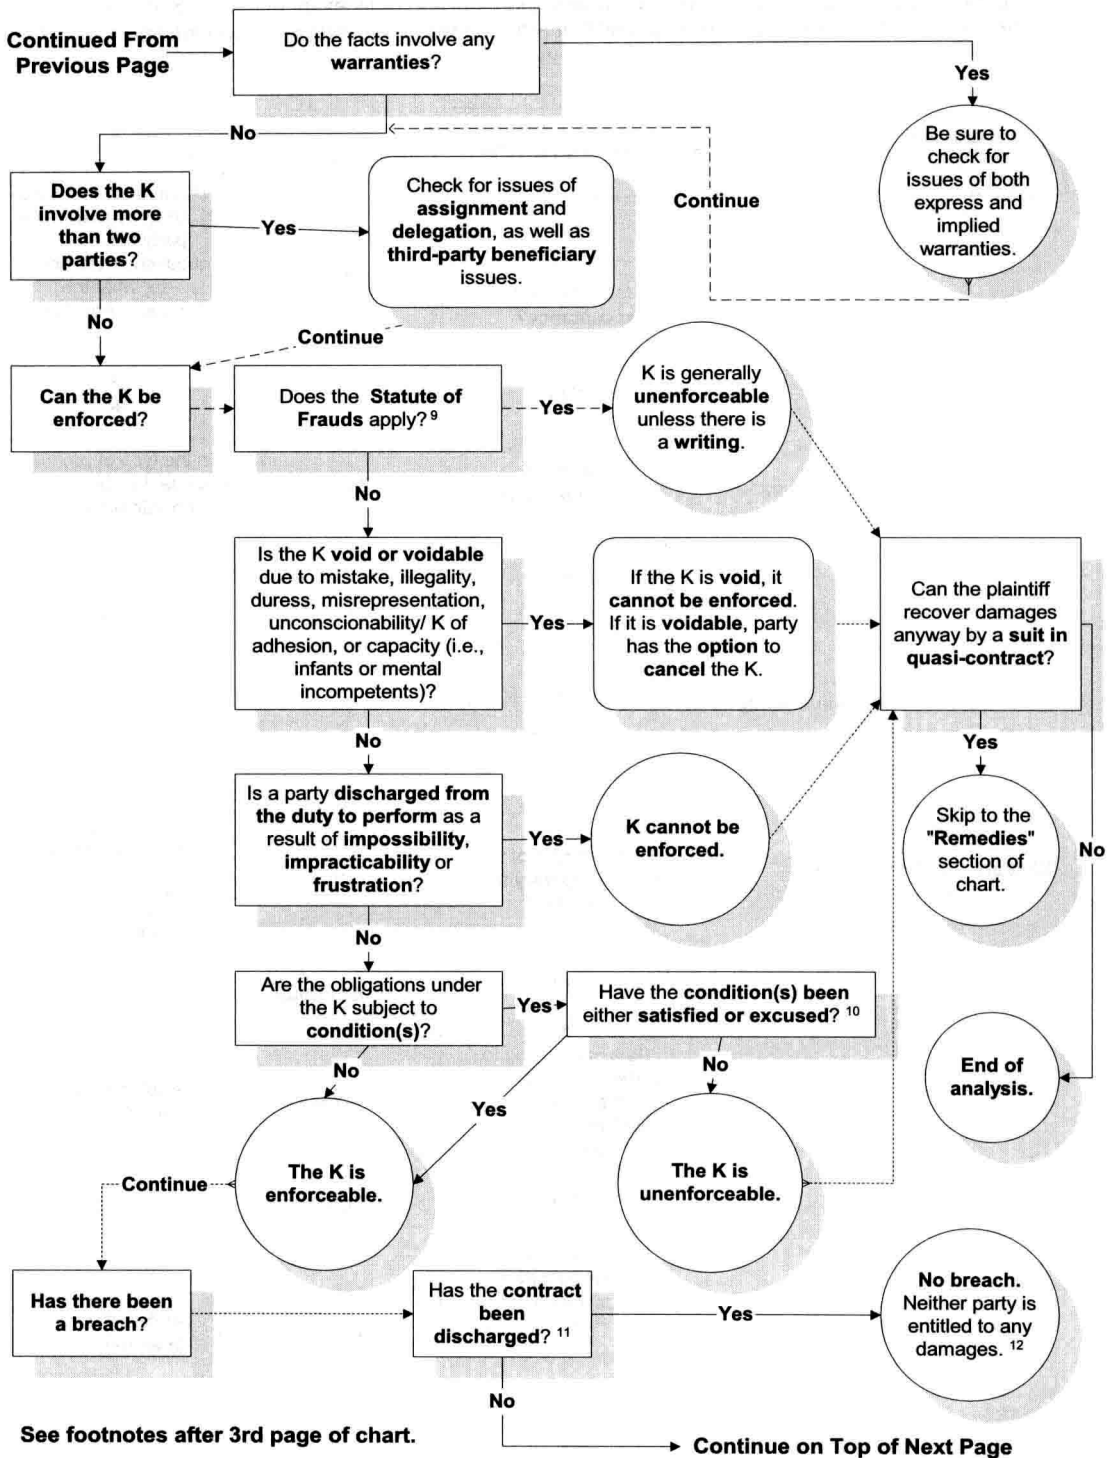 Continued From
Previous Page
Do the facts involve any
warranties?
Yes
No
Be sure to
check for
issues of both
express and
implied
warranties.
Continue
Does the K
involve more
than two
parties?
Yes
Check for issues of
assignment and
delegation, as well as
third-party beneficiary
issues.
No
Continue
Can the K be
enforced?
Does the Statute of
Frauds apply? 9
Yes
K is generally
unenforceable
unless there is
a writing.
No
Is the K void or voidable
due to mistake, illegality,
duress, misrepresentation,
unconscionability/ K of
adhesion, or capacity (i.e.,
infants or mental
incompetents)?
Yes
If the K is void, it
cannot be enforced.
If it is voidable, party
has the option to
cancel the K.
Can the plaintiff
recover damages
anyway by a suit in
quasi-contract?
No
Yes
Is a party discharged from
the duty to perform as a
result of impossibility,
impracticability or
frustration?
Yes
K cannot be
enforced.
Skip to the
"Remedies"
section of
chart.
No
No
Are the obligations under
the K subject to
condition(s)?
Yes
Have the condition(s) been
either satisfied or excused? 10
No
No
Yes
End of
analysis.
The K is
enforceable.
The K is
unenforceable.
Continue
Has there been
a breach?
Has the contract
been
discharged? 11
Yes
No breach.
Neither party is
entitled to any
damages. 12
No
See footnotes after 3rd page of chart.
Continue on Top of Next Page